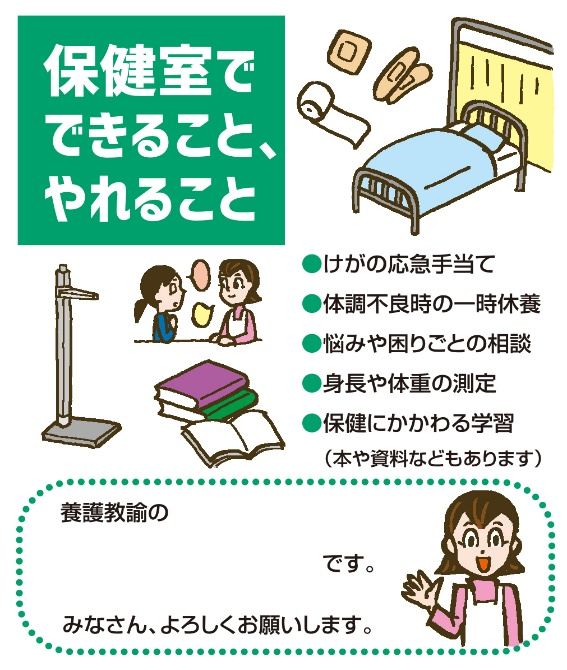 保健室で
できること、
やれること
●けがの応急手当て
●体調不良時の一時休養
●悩みや困りごとの相談
●身長や体重の測定
●保健にかかわる学習
（本や資料などもあります）
養護教諭の
です。
みなさん、よろしくお願いします。